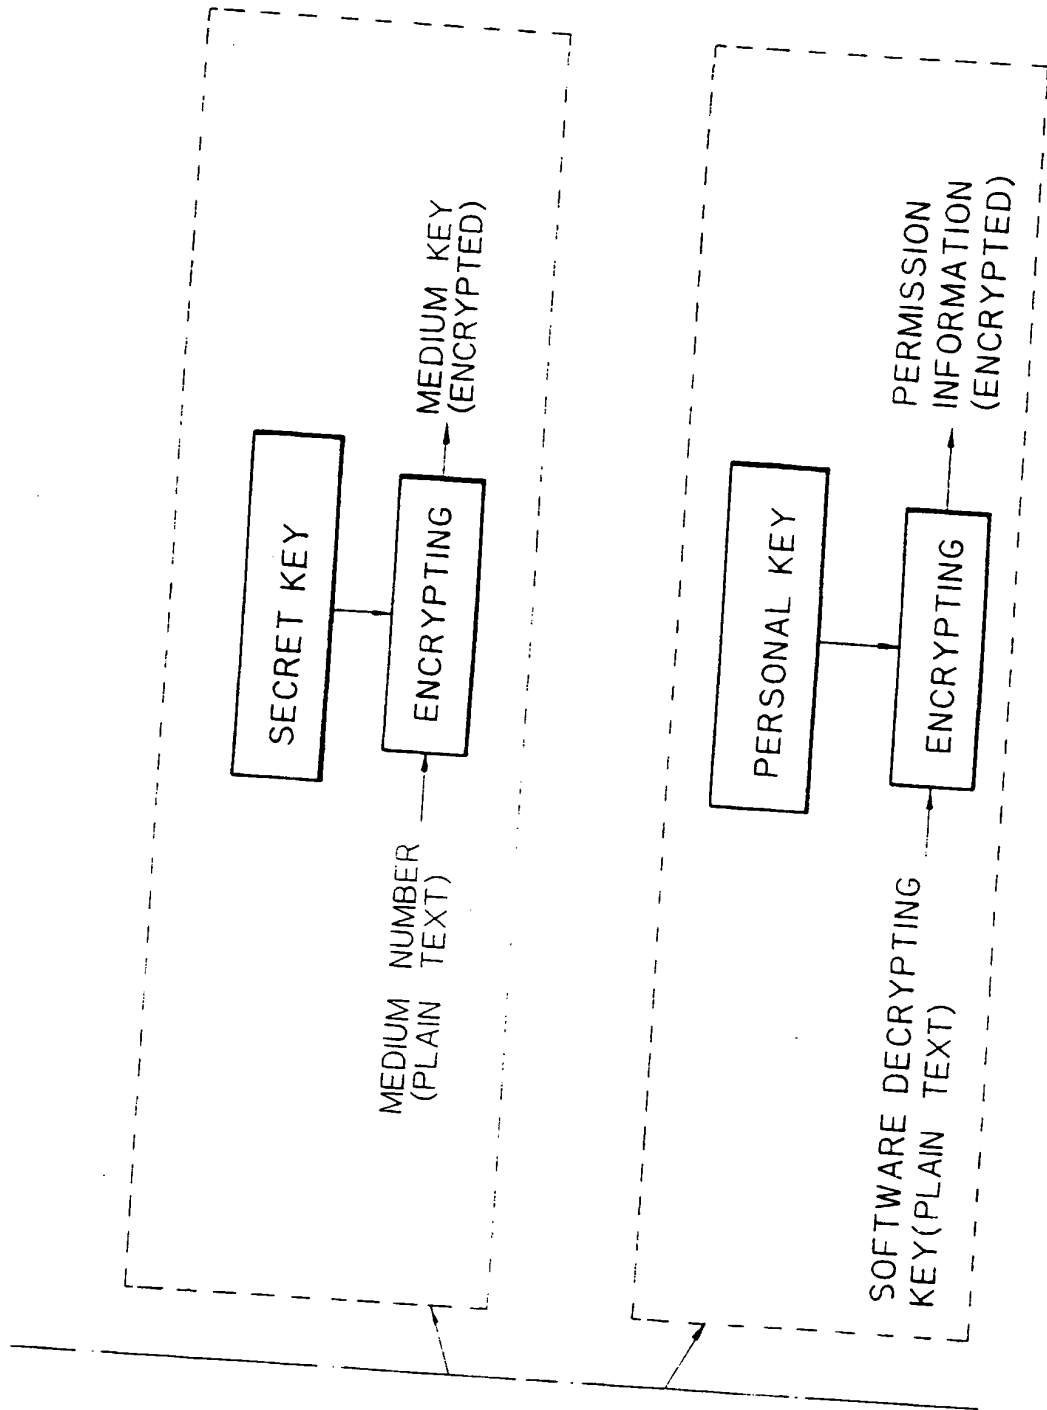 SECRET KEY
MEDIUM NUMBER
(PLAIN TEXT)
ENCRYPTING
MEDIUM KEY
(ENCRYPTED)
PERSONAL KEY
SOFTWARE DECRYPTING
KEY(PLAIN TEXT)
ENCRYPTING
PERMISSION
INFORMATION
(ENCRYPTED)